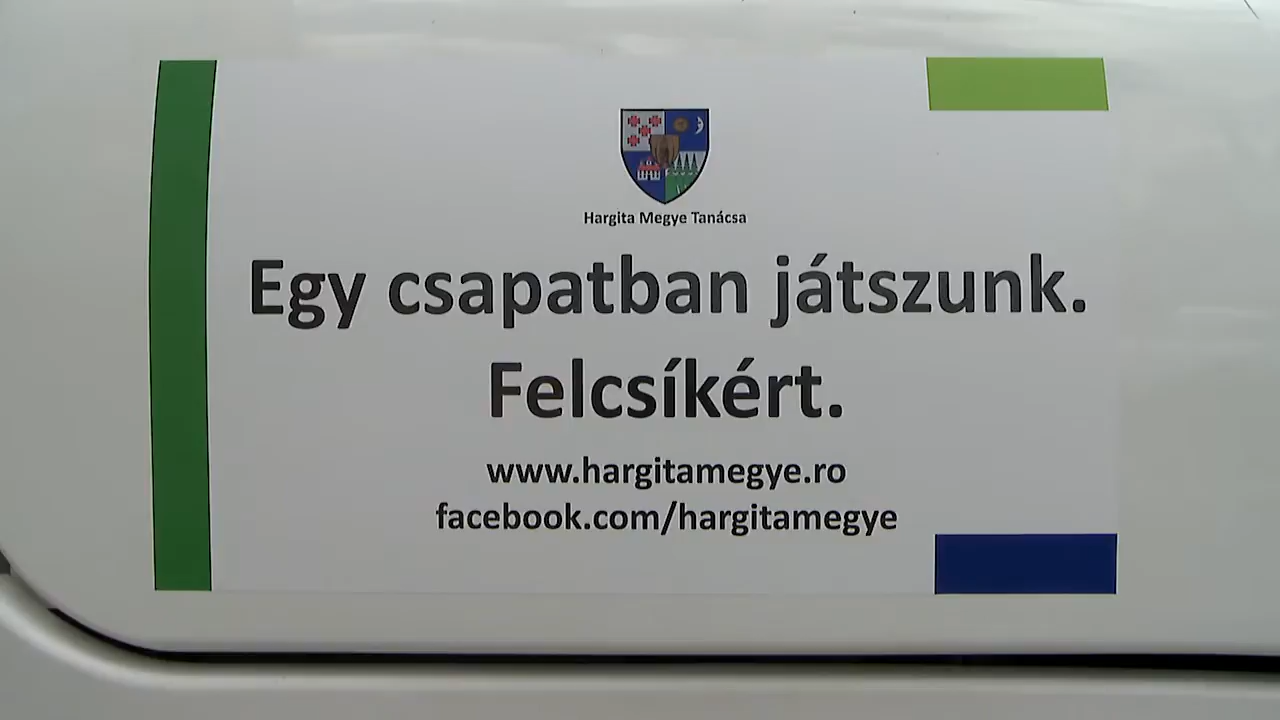 Hargita Megye Tanácsa
Egy csapatban játszunk.
Felcsíkért.
www.hargitamegye.ro
facebook.com/hargitamegye